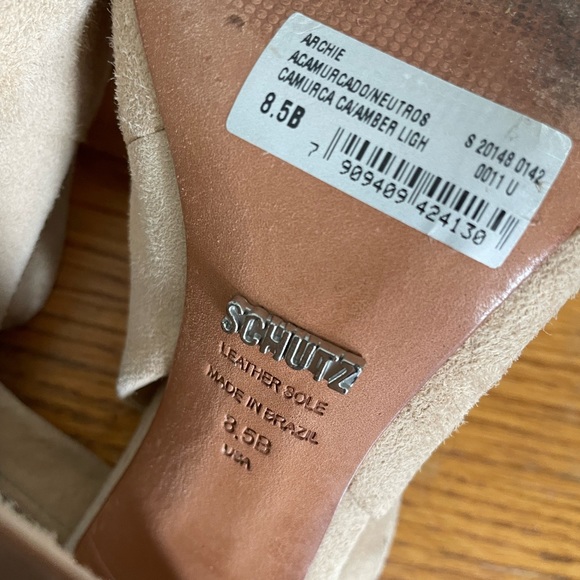 ARCHIE
ACAMURCADO/NEUTROS
CAMURCA CA/AMBER LIGH
8.5B
S 20148 0142
0011 U
7 909409 424130
SCHUTZ
LEATHER SOLE
MADE IN BRAZIL
8.5B
USA